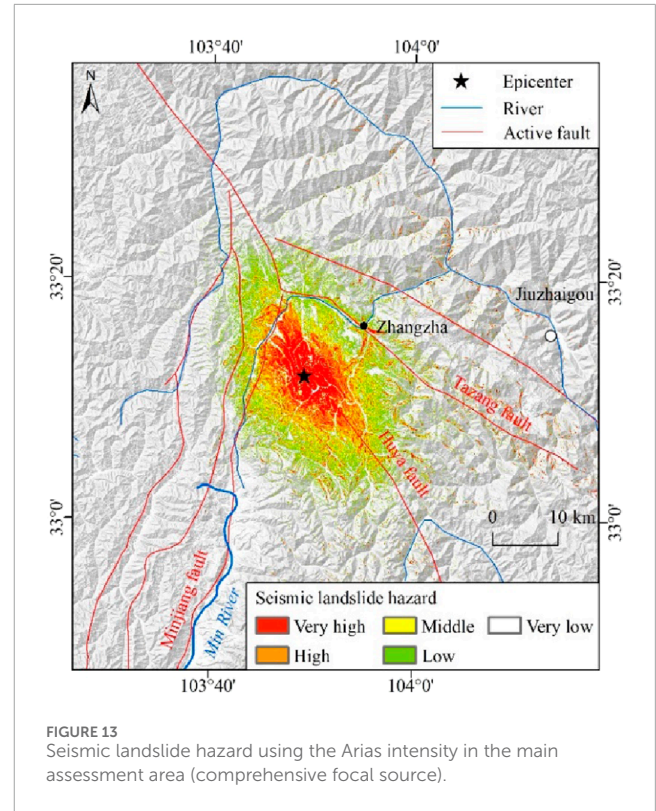 103°40' 104°0'
N
Epicenter
River
Active fault
33°20' 33°20'
Jiuzhaigou
Zhangzha
Tazang fault
Huya fault
33°0' 33°0'
0 10 km
Minjiang fault
Min River
Seismic landslide hazard
Very high Middle Very low
High Low
103°40' 104°0'
FIGURE 13
Seismic landslide hazard using the Arias intensity in the main
assessment area (comprehensive focal source).